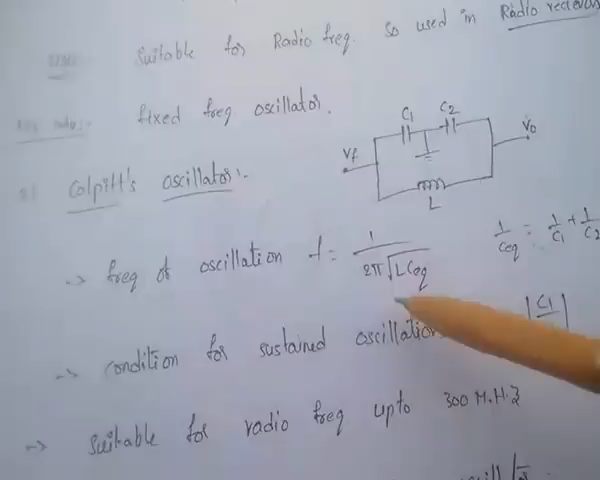 suitable for Radio freq. so used in Radio recievers
fixed freq oscillator.
C1 C2
Vf Vo
L
Colpitt's oscillator:-
-> freq of oscillation f = 1 / 2π√LCeq 1/Ceq = 1/C1 + 1/C2
-> condition for sustained oscillation |C1
-> suitable for radio freq upto 300 M.HZ